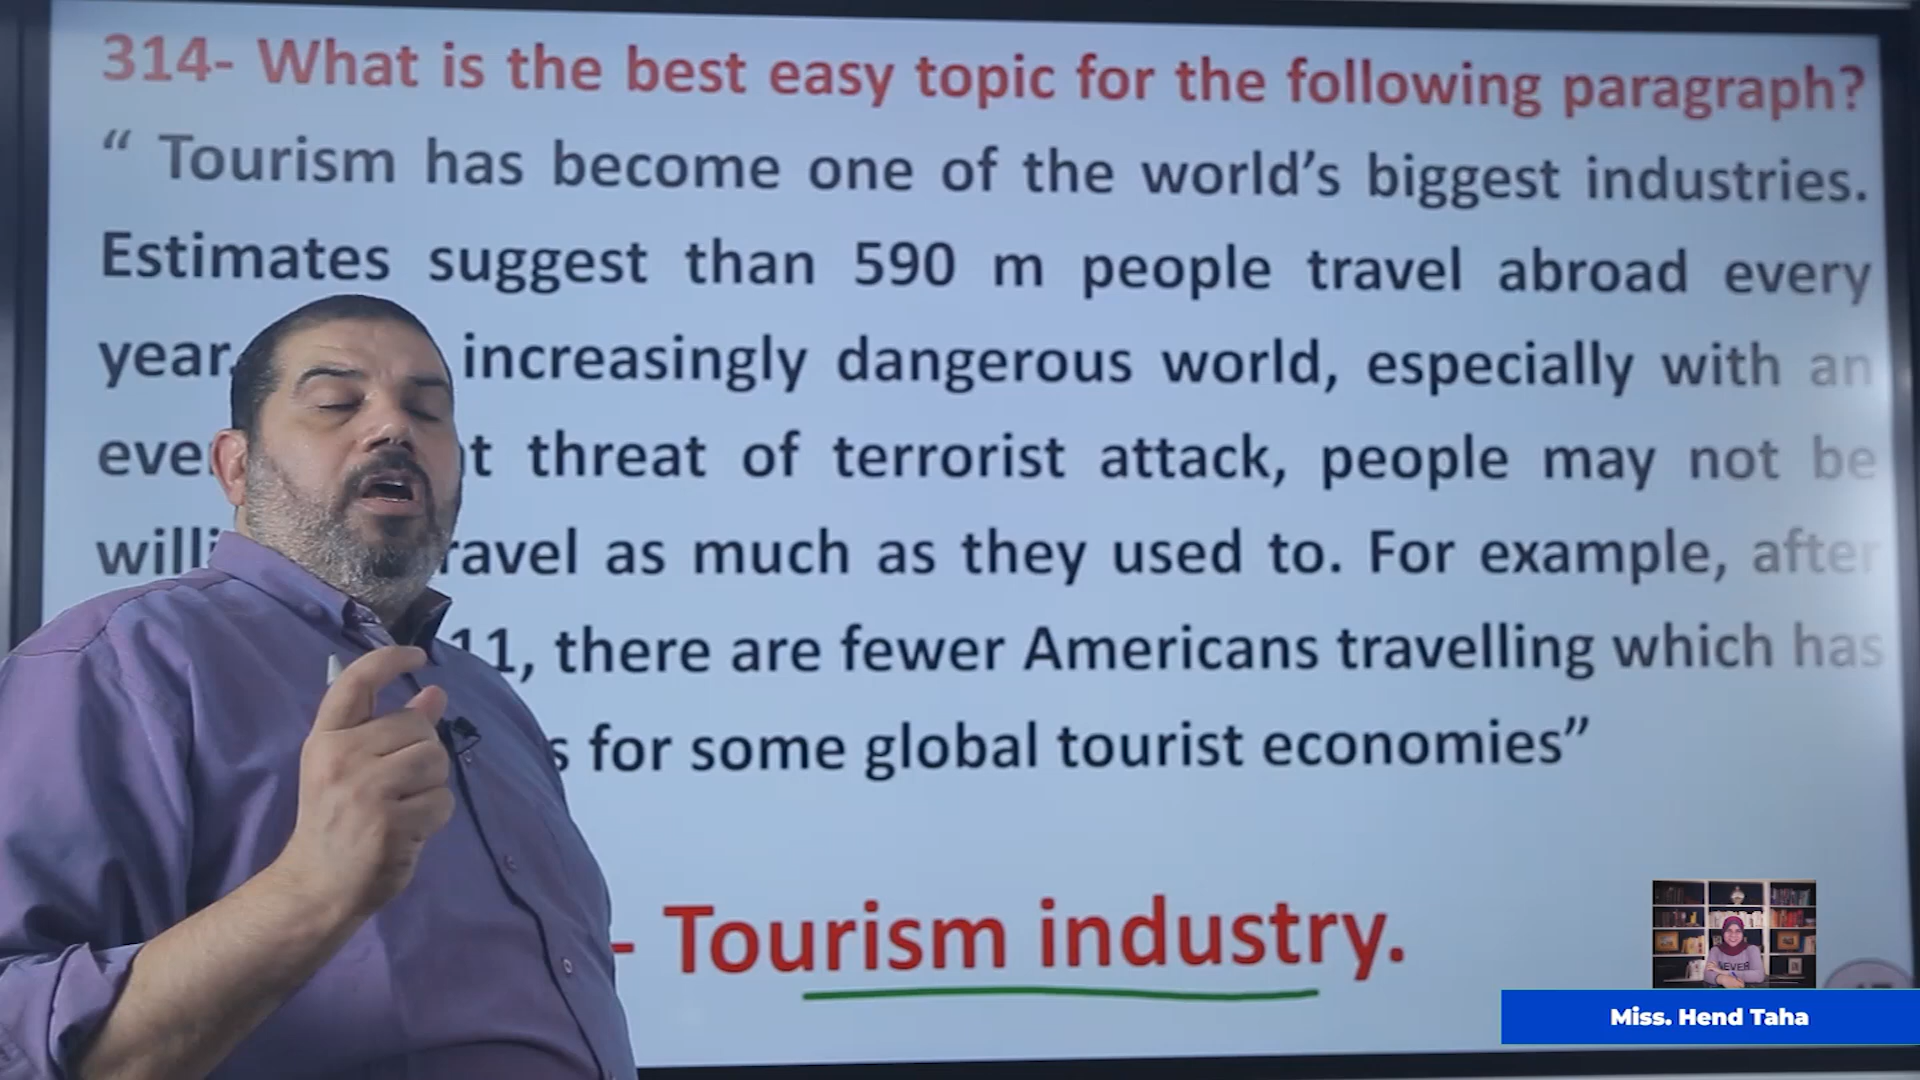 314- What is the best easy topic for the following paragraph?
“ Tourism has become one of the world’s biggest industries.
Estimates suggest than 590 m people travel abroad every
year. increasingly dangerous world, especially with an
threat of terrorist attack, people may not be
as much as they used to. For example, after
11, there are fewer Americans travelling which has
for some global tourist economies”
- Tourism industry.
NEVER
Miss. Hend Taha